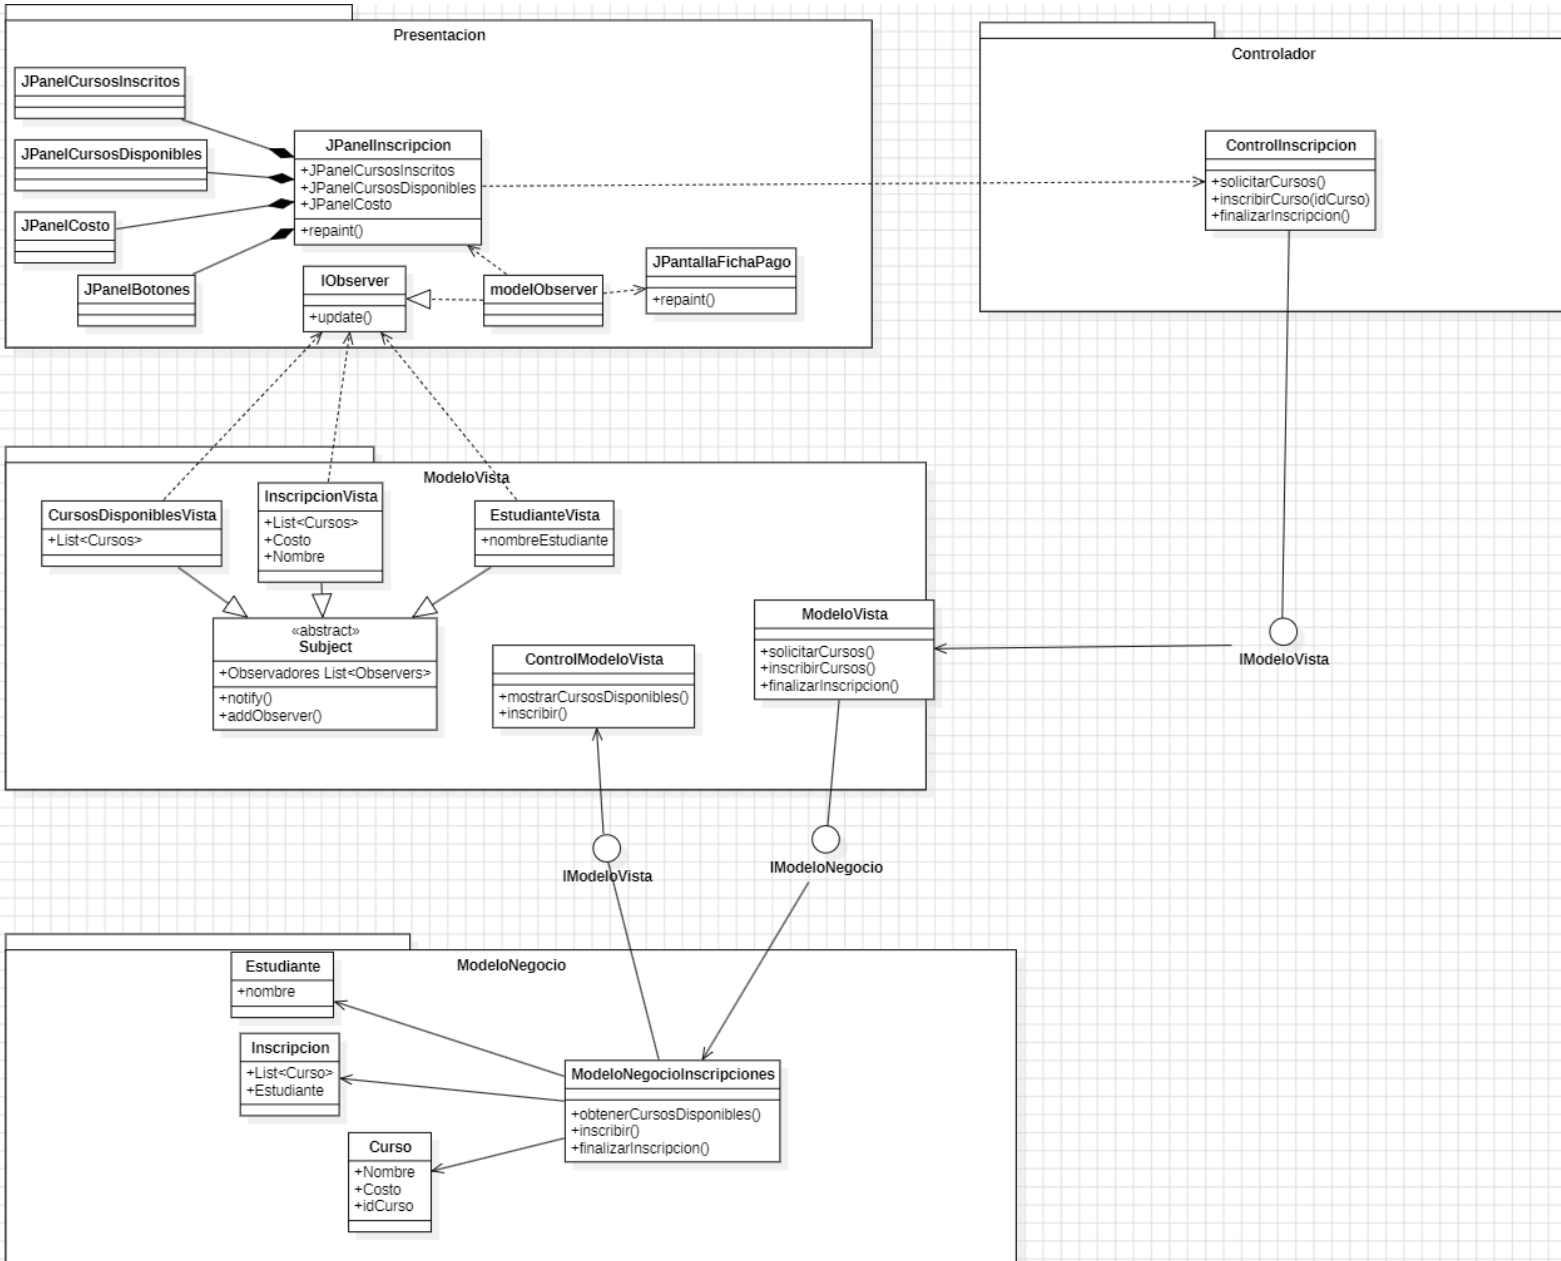 Presentacion
JPanelCursosInscritos
JPanelCursosDisponibles
JPanelCosto
JPanelBotones
JPanelInscripcion
+JPanelCursosInscritos
+JPanelCursosDisponibles
+JPanelCosto
+repaint()
IObserver
+update()
modelObserver
JPantallaFichaPago
+repaint()
Controlador
ControlInscripcion
+solicitarCursos()
+inscribirCurso(idCurso)
+finalizarInscripcion()
ModeloVista
CursosDisponiblesVista
+List<Cursos>
InscripcionVista
+List<Cursos>
+Costo
+Nombre
EstudianteVista
+nombreEstudiante
«abstract»
Subject
+Observadores List<Observers>
+notify()
+addObserver()
ControlModeloVista
+mostrarCursosDisponibles()
+inscribir()
ModeloVista
+solicitarCursos()
+inscribirCursos()
+finalizarInscripcion()
IModeloVista
IModeloVista
IModeloNegocio
ModeloNegocio
Estudiante
+nombre
Inscripcion
+List<Curso>
+Estudiante
Curso
+Nombre
+Costo
+idCurso
ModeloNegocioInscripciones
+obtenerCursosDisponibles()
+inscribir()
+finalizarInscripcion()